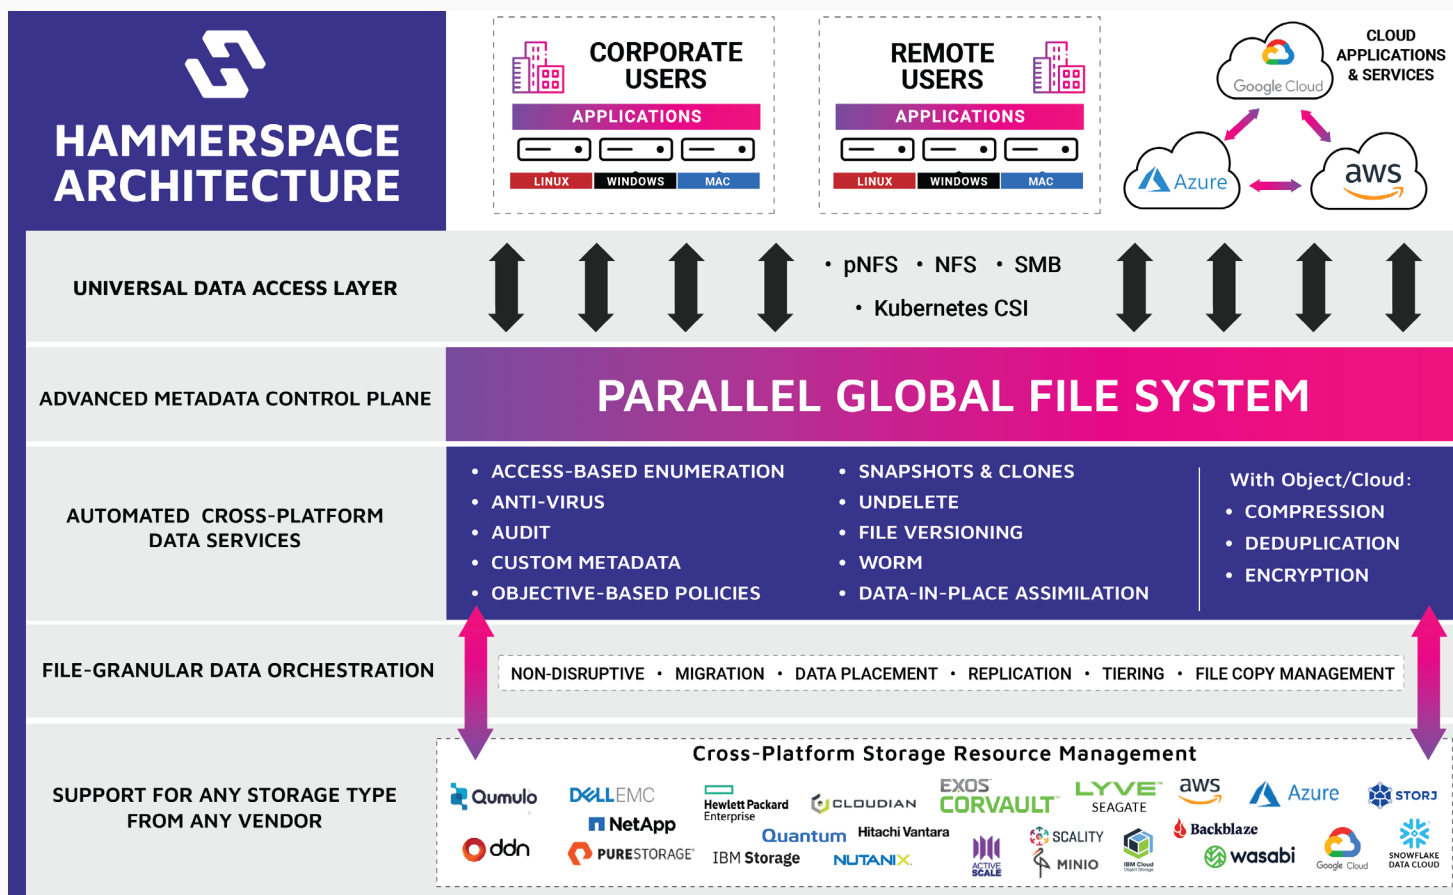 HAMMERSPACE
ARCHITECTURE
CORPORATE
USERS
APPLICATIONS
LINUX WINDOWS MAC
REMOTE
USERS
APPLICATIONS
LINUX WINDOWS MAC
CLOUD
APPLICATIONS
& SERVICES
Google Cloud
Azure
aws
UNIVERSAL DATA ACCESS LAYER
• pNFS • NFS • SMB
• Kubernetes CSI
ADVANCED METADATA CONTROL PLANE
PARALLEL GLOBAL FILE SYSTEM
AUTOMATED CROSS-PLATFORM
DATA SERVICES
• ACCESS-BASED ENUMERATION
• ANTI-VIRUS
• AUDIT
• CUSTOM METADATA
• OBJECTIVE-BASED POLICIES
• SNAPSHOTS & CLONES
• UNDELETE
• FILE VERSIONING
• WORM
• DATA-IN-PLACE ASSIMILATION
With Object/Cloud:
• COMPRESSION
• DEDUPLICATION
• ENCRYPTION
FILE-GRANULAR DATA ORCHESTRATION
NON-DISRUPTIVE • MIGRATION • DATA PLACEMENT • REPLICATION • TIERING • FILE COPY MANAGEMENT
SUPPORT FOR ANY STORAGE TYPE
FROM ANY VENDOR
Cross-Platform Storage Resource Management
Qumulo
DELLEMC
Hewlett Packard
Enterprise
CLOUDIAN
EXOS
CORVAULT™
LYVE™
SEAGATE
aws
Azure
STORJ
ddn
NetApp
PURESTORAGE®
Quantum
IBM Storage
Hitachi Vantara
NUTANIX
ACTIVE
SCALE
SCALITY
MINIO
IBM Cloud
Object Storage
Backblaze
wasabi
Google Cloud
SNOWFLAKE
DATA CLOUD